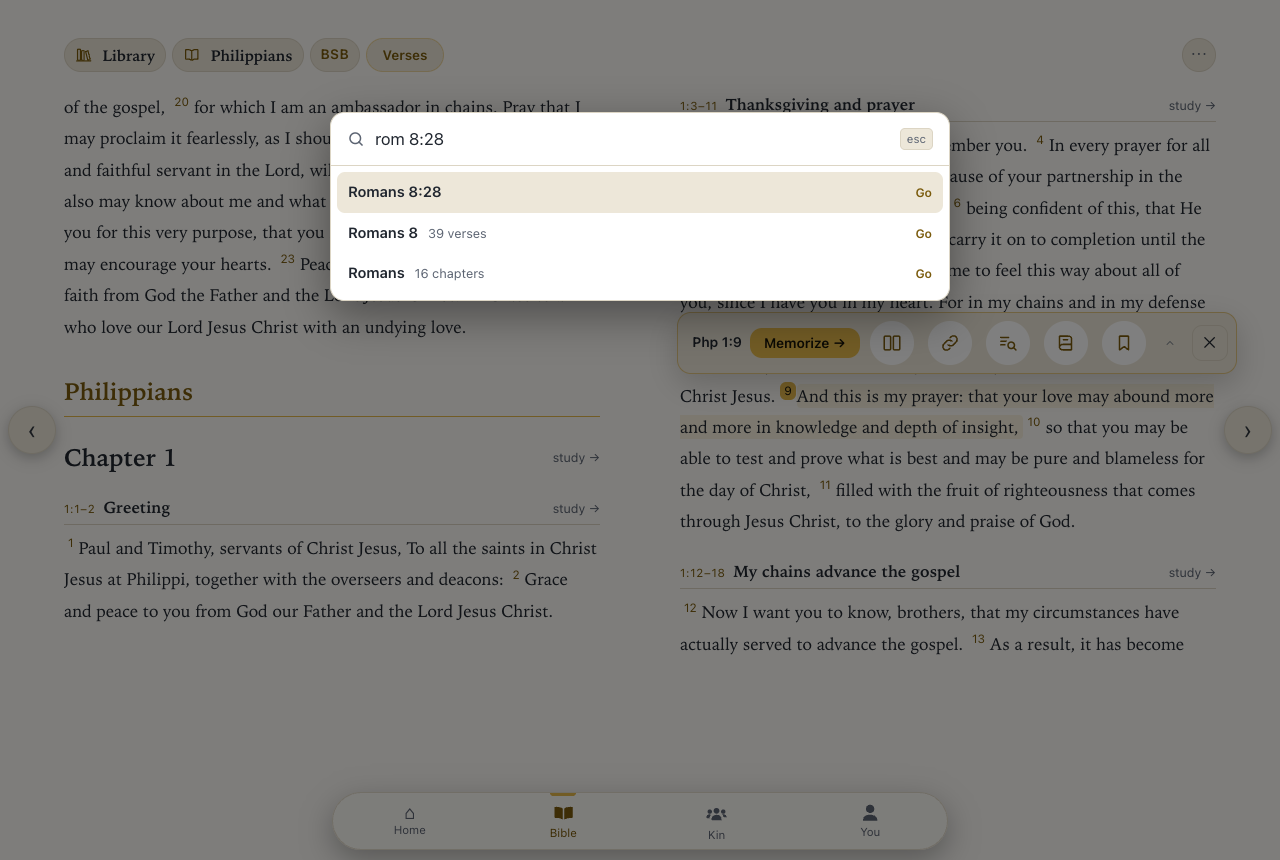 Library
Philippians
BSB
Verses
...
of the gospel, 20 for which I am an ambassador in chains. Pray that I
may proclaim it fearlessly, as I shou
and faithful servant in the Lord, wil
also may know about me and what
you for this very purpose, that you
may encourage your hearts. 23 Peac
faith from God the Father and the L
who love our Lord Jesus Christ with an undying love.
Philippians
Chapter 1
study →
1:1–2 Greeting
study →
1 Paul and Timothy, servants of Christ Jesus, To all the saints in Christ
Jesus at Philippi, together with the overseers and deacons: 2 Grace
and peace to you from God our Father and the Lord Jesus Christ.
rom 8:28
esc
Romans 8:28
Go
Romans 8 39 verses
Go
Romans 16 chapters
Go
1:3–11 Thanksgiving and prayer
study →
mber you. 4 In every prayer for all
ause of your partnership in the
6 being confident of this, that He
carry it on to completion until the
me to feel this way about all of
you, since I have you in my heart. For in my chains and in my defense
Php 1:9
Memorize →
Christ Jesus. 9 And this is my prayer: that your love may abound more
and more in knowledge and depth of insight, 10 so that you may be
able to test and prove what is best and may be pure and blameless for
the day of Christ, 11 filled with the fruit of righteousness that comes
through Jesus Christ, to the glory and praise of God.
1:12–18 My chains advance the gospel
study →
12 Now I want you to know, brothers, that my circumstances have
actually served to advance the gospel. 13 As a result, it has become
Home
Bible
Kin
You